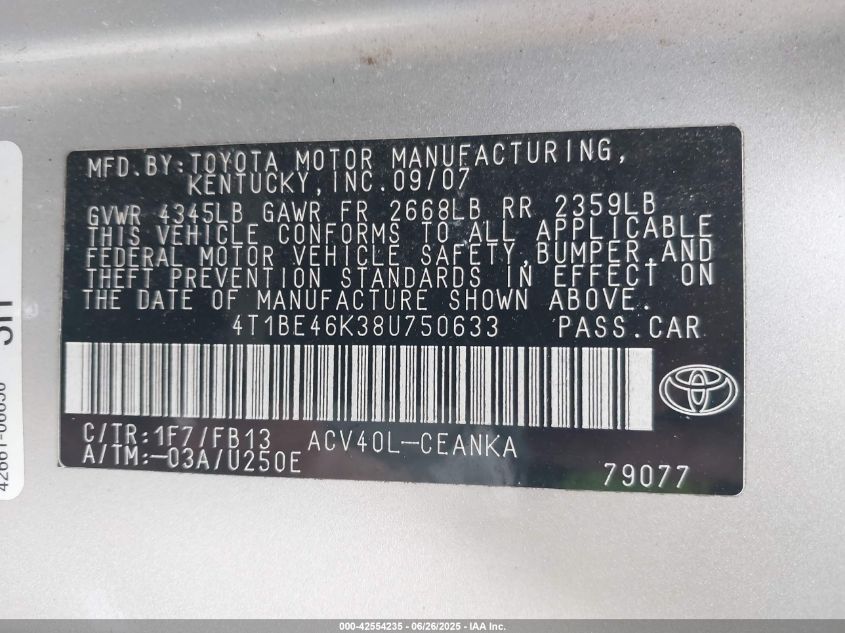 MFD.BY:TOYOTA MOTOR MANUFACTURING,
KENTUCKY,INC.09/07
GVWR 4345LB GAWR FR 2668LB RR 2359LB
THIS VEHICLE CONFORMS TO ALL APPLICABLE
FEDERAL MOTOR VEHICLE SAFETY,BUMPER,AND
THEFT PREVENTION STANDARDS IN EFFECT ON
THE DATE OF MANUFACTURE SHOWN ABOVE.
4T1BE46K38U750633 PASS.CAR
C/TR:1F7/FB13 ACV40L-CEANKA
A/TM:-03A/U250E
79077
000-42554235 - 06/26/2025 - IAA Inc.